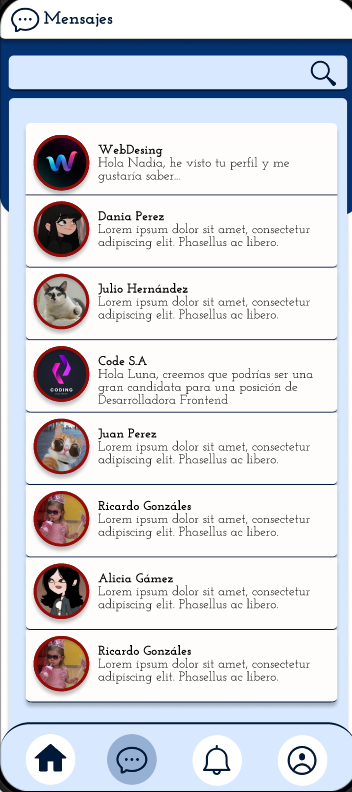 Mensajes
WebDesing
Hola Nadia, he visto tu perfil y me
gustaria saber...
Dania Perez
Lorem ipsum dolor sit amet, consectetur
adipiscing elit. Phasellus ac libero.
Julio Hernández
Lorem ipsum dolor sit amet, consectetur
adipiscing elit. Phasellus ac libero.
CODING
Code S.A
Hola Luna, creemos que podrías ser una
gran candidata para una posición de
Desarrolladora Frontend
Juan Perez
Lorem ipsum dolor sit amet, consectetur
adipiscing elit. Phasellus ac libero.
Ricardo Gonzáles
Lorem ipsum dolor sit amet, consectetur
adipiscing elit. Phasellus ac libero.
Alicia Gámez
Lorem ipsum dolor sit amet, consectetur
adipiscing elit. Phasellus ac libero.
Ricardo Gonzáles
Lorem ipsum dolor sit amet, consectetur
adipiscing elit. Phasellus ac libero.